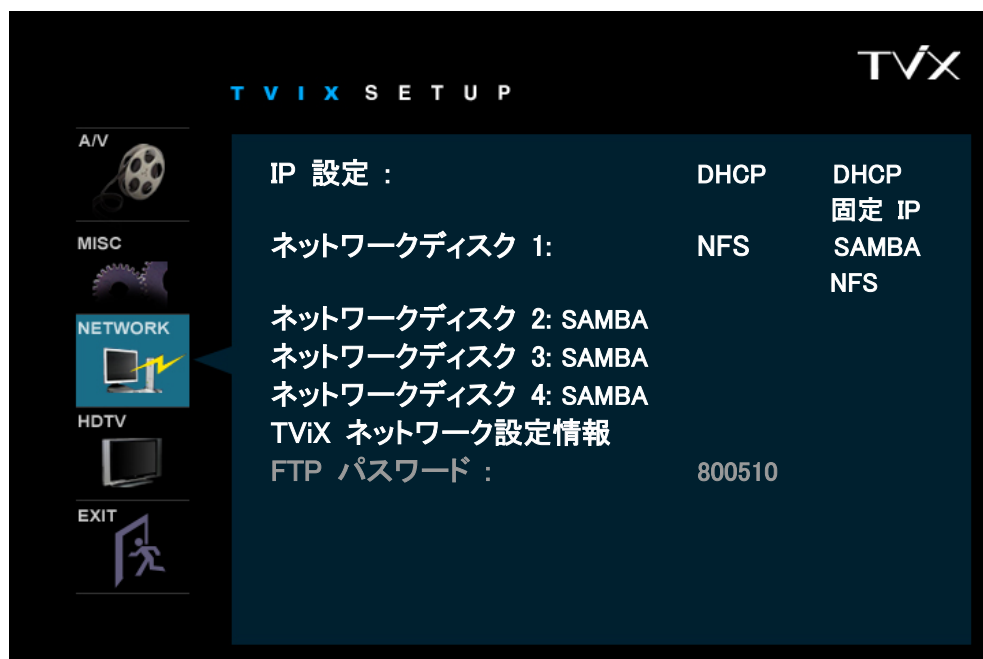 TViX
TVIX SETUP
A/V
MISC
NETWORK
HDTV
EXIT
IP 設定 : DHCP DHCP
固定 IP
ネットワークディスク 1: NFS SAMBA
NFS
ネットワークディスク 2: SAMBA
ネットワークディスク 3: SAMBA
ネットワークディスク 4: SAMBA
TViX ネットワーク設定情報
FTP パスワード : 800510